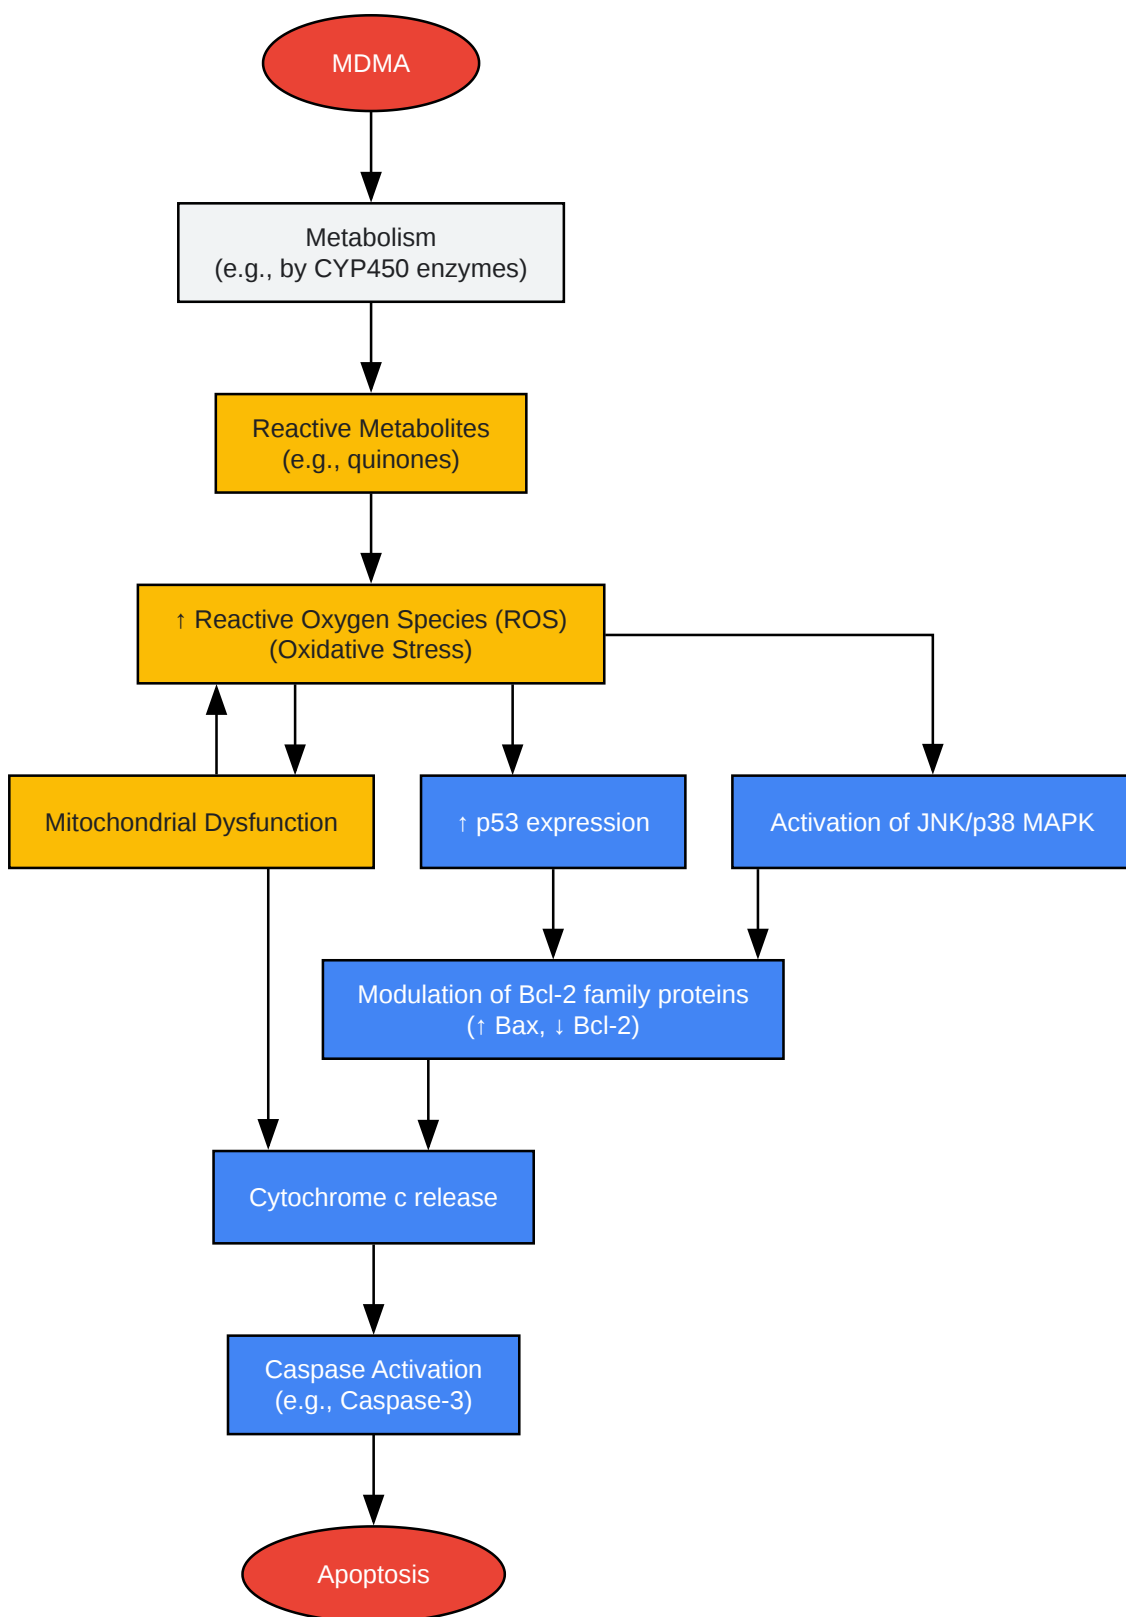 MDMA
Metabolism
(e.g., by CYP450 enzymes)
Reactive Metabolites
(e.g., quinones)
↑ Reactive Oxygen Species (ROS)
(Oxidative Stress)
Mitochondrial Dysfunction
↑ p53 expression
Activation of JNK/p38 MAPK
Modulation of Bcl-2 family proteins
(↑ Bax, ↓ Bcl-2)
Cytochrome c release
Caspase Activation
(e.g., Caspase-3)
Apoptosis